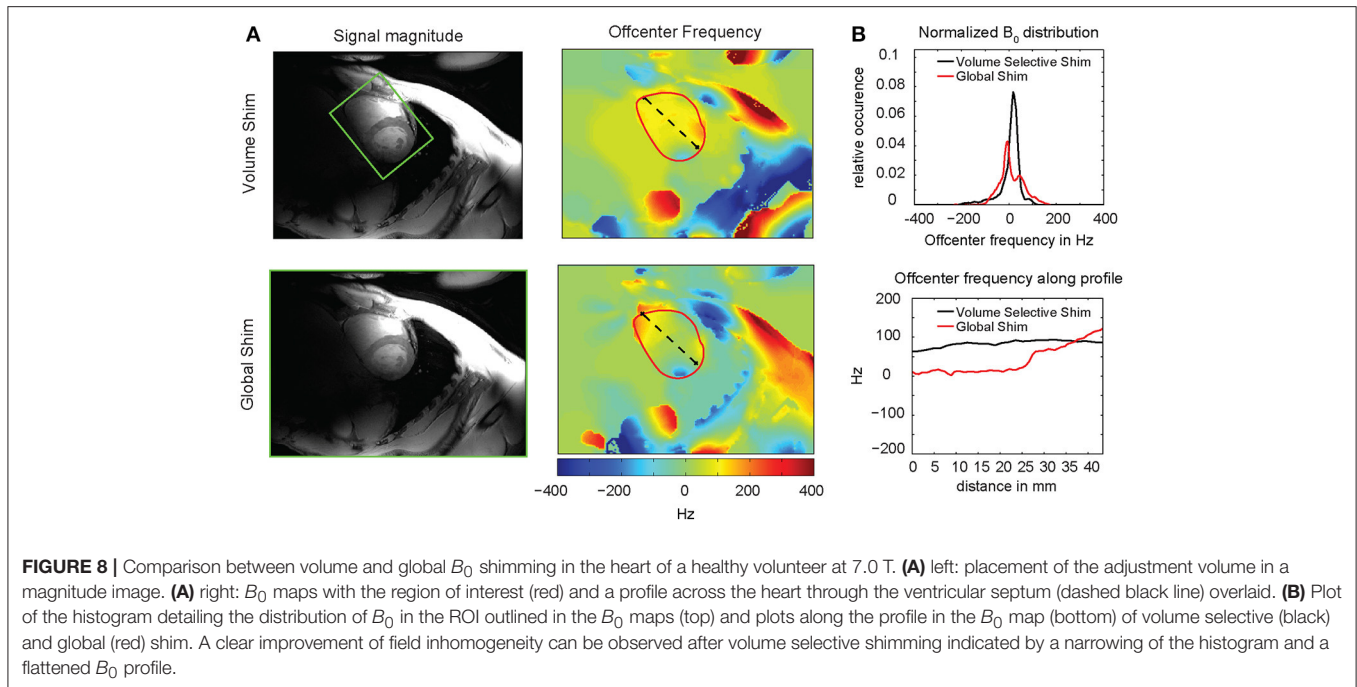 A
Signal magnitude
Offcenter Frequency
Volume Shim
Global Shim
−400 −200 0 200 400
Hz
B
Normalized B₀ distribution
Volume Selective Shim
Global Shim
relative occurence
0.1
0.08
0.06
0.04
0.02
0
-400 −200 0 200 400
Offcenter frequency in Hz
Offcenter frequency along profile
Volume Selective Shim
Global Shim
Hz
200
100
0
−100
−200
0 5 10 15 20 25 30 35 40
distance in mm
FIGURE 8 | Comparison between volume and global B₀ shimming in the heart of a healthy volunteer at 7.0 T. (A) left: placement of the adjustment volume in a
magnitude image. (A) right: B₀ maps with the region of interest (red) and a profile across the heart through the ventricular septum (dashed black line) overlaid. (B) Plot
of the histogram detailing the distribution of B₀ in the ROI outlined in the B₀ maps (top) and plots along the profile in the B₀ map (bottom) of volume selective (black)
and global (red) shim. A clear improvement of field inhomogeneity can be observed after volume selective shimming indicated by a narrowing of the histogram and a
flattened B₀ profile.